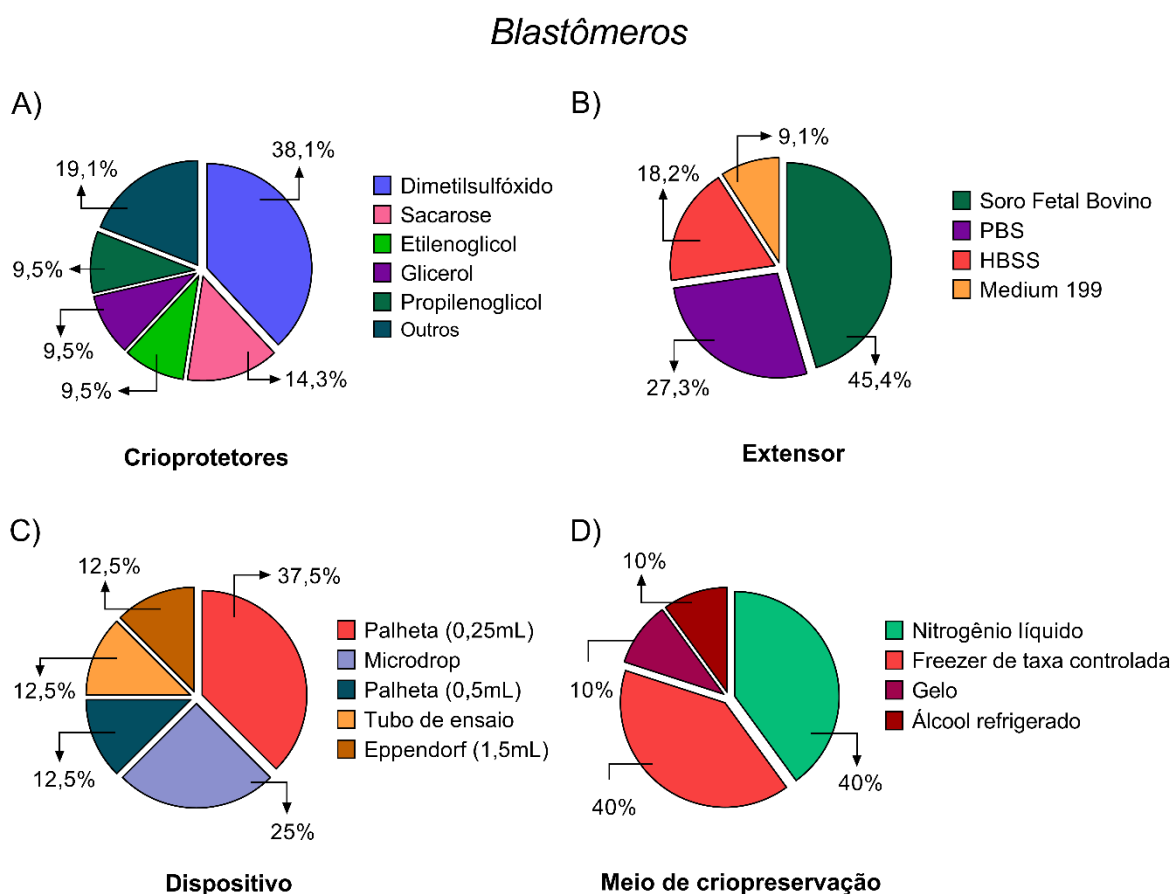 Blastômeros
A)
38,1%
19,1%
9,5%
9,5%
9,5%
14,3%
Dimetilsulfóxido
Sacarose
Etilenoglicol
Glicerol
Propilenoglicol
Outros
Crioprotetores
B)
9,1%
18,2%
27,3%
45,4%
Soro Fetal Bovino
PBS
HBSS
Medium 199
Extensor
C)
12,5%
37,5%
12,5%
12,5%
25%
Palheta (0,25mL)
Microdrop
Palheta (0,5mL)
Tubo de ensaio
Eppendorf (1,5mL)
Dispositivo
D)
10%
10%
40%
40%
Nitrogênio líquido
Freezer de taxa controlada
Gelo
Álcool refrigerado
Meio de criopreservação